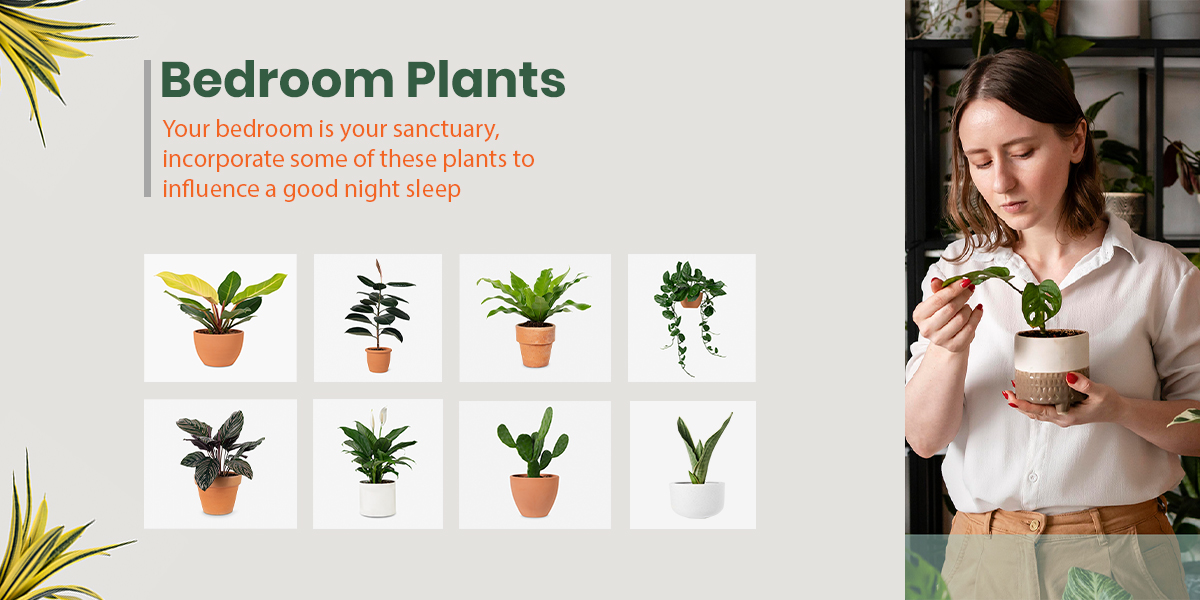 Bedroom Plants
Your bedroom is your sanctuary,
incorporate some of these plants to
influence a good night sleep